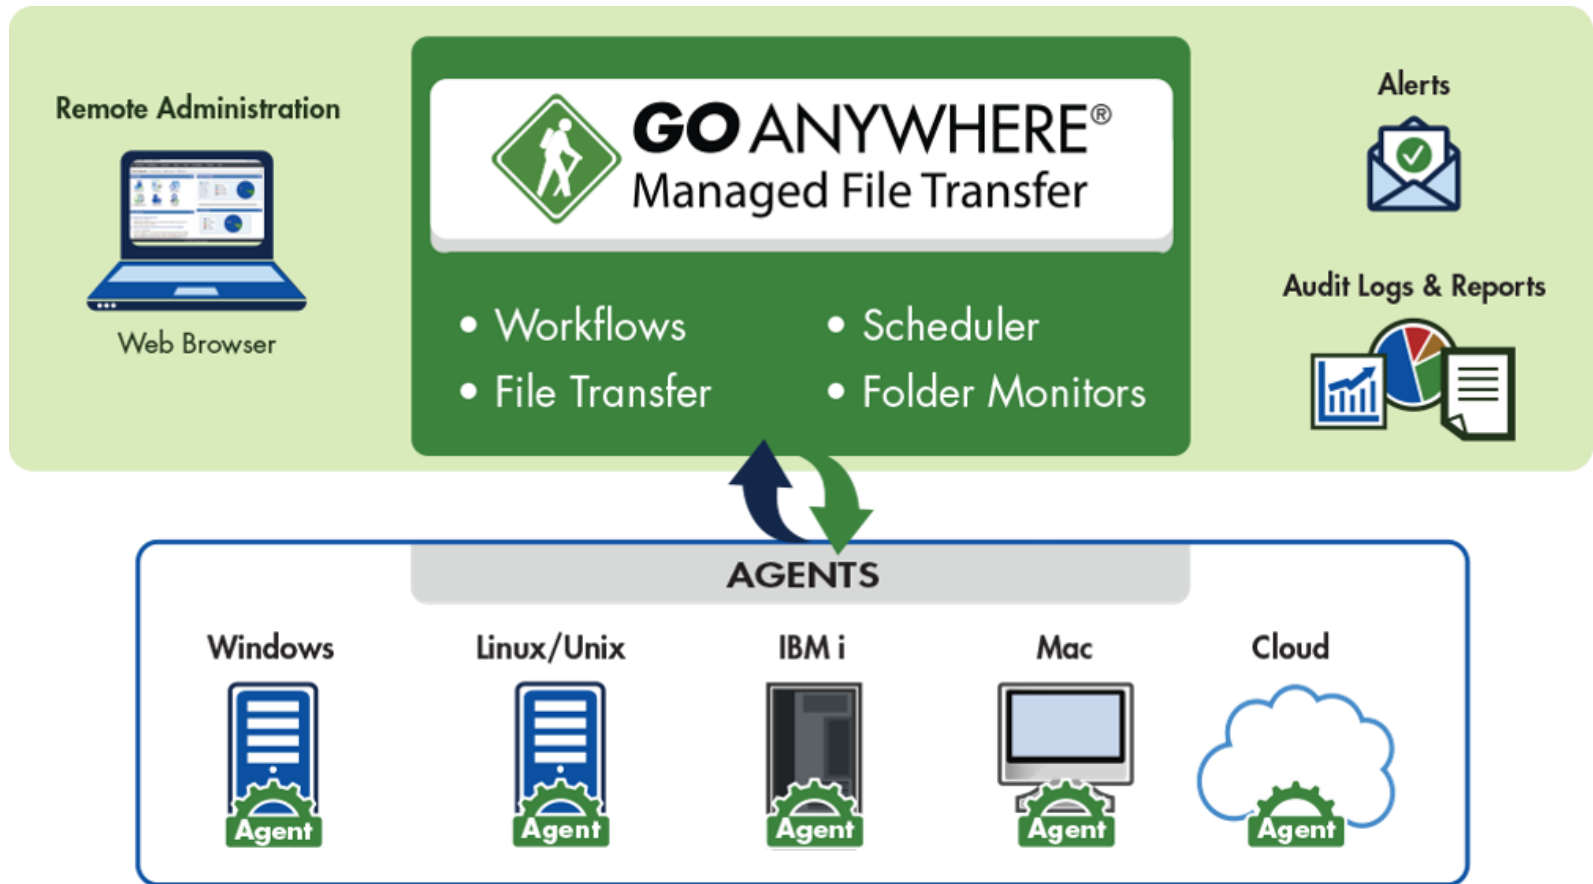 Remote Administration
Web Browser
GO ANYWHERE®
Managed File Transfer
• Workflows
• File Transfer
• Scheduler
• Folder Monitors
Alerts
Audit Logs & Reports
AGENTS
Windows
Linux/Unix
IBM i
Mac
Cloud
Agent
Agent
Agent
Agent
Agent